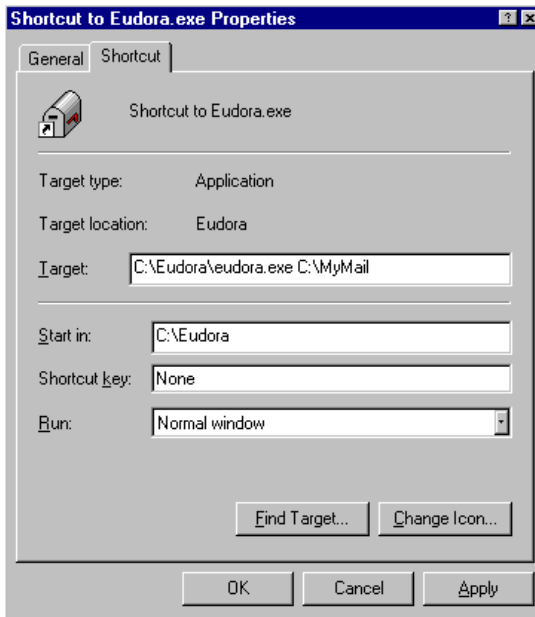 Shortcut to Eudora.exe Properties
General Shortcut
Shortcut to Eudora.exe
Target type: Application
Target location: Eudora
Target: C:\Eudora\eudora.exe C:\MyMail
Start in: C:\Eudora
Shortcut key: None
Run: Normal window
Find Target... Change Icon...
OK Cancel Apply